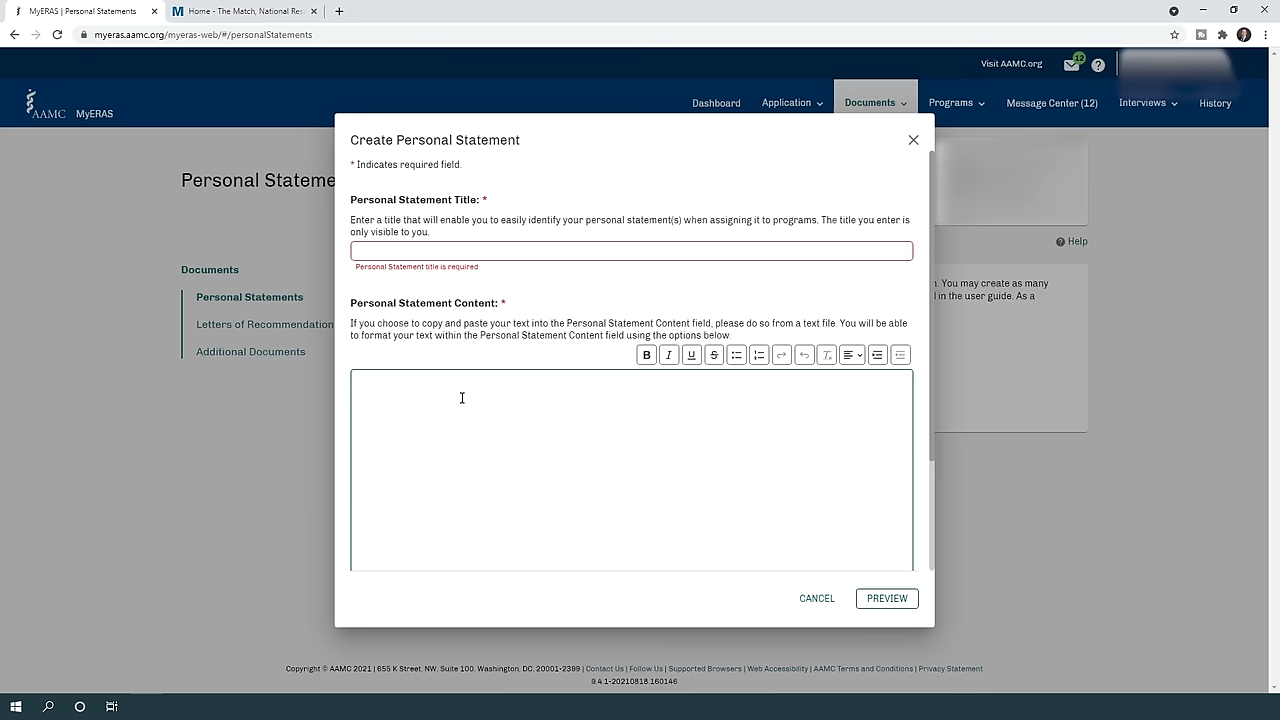 MyERAS | Personal Statements
Home - The Match, National Res
myeras.aamc.org/myeras-web/#/personalStatements
Visit AAMC.org
12
AAMC MyERAS
Dashboard Application Documents Programs Message Center (12) Interviews History
Personal Stateme
Create Personal Statement
* Indicates required field.
Personal Statement Title: *
Enter a title that will enable you to easily identify your personal statement(s) when assigning it to programs. The title you enter is
only visible to you.
Personal Statement title is required
Help
Documents
Personal Statements
Letters of Recommendation
Additional Documents
n. You may create as many
l in the user guide. As a
Personal Statement Content: *
If you choose to copy and paste your text into the Personal Statement Content field, please do so from a text file. You will be able
to format your text within the Personal Statement Content field using the options below.
B I U S
CANCEL PREVIEW
Copyright © AAMC 2021 | 655 K Street, NW, Suite 100, Washington, DC, 20001-2399 | Contact Us | Follow Us | Supported Browsers | Web Accessibility | AAMC Terms and Conditions | Privacy Statement
9.4.1-20210818.160146